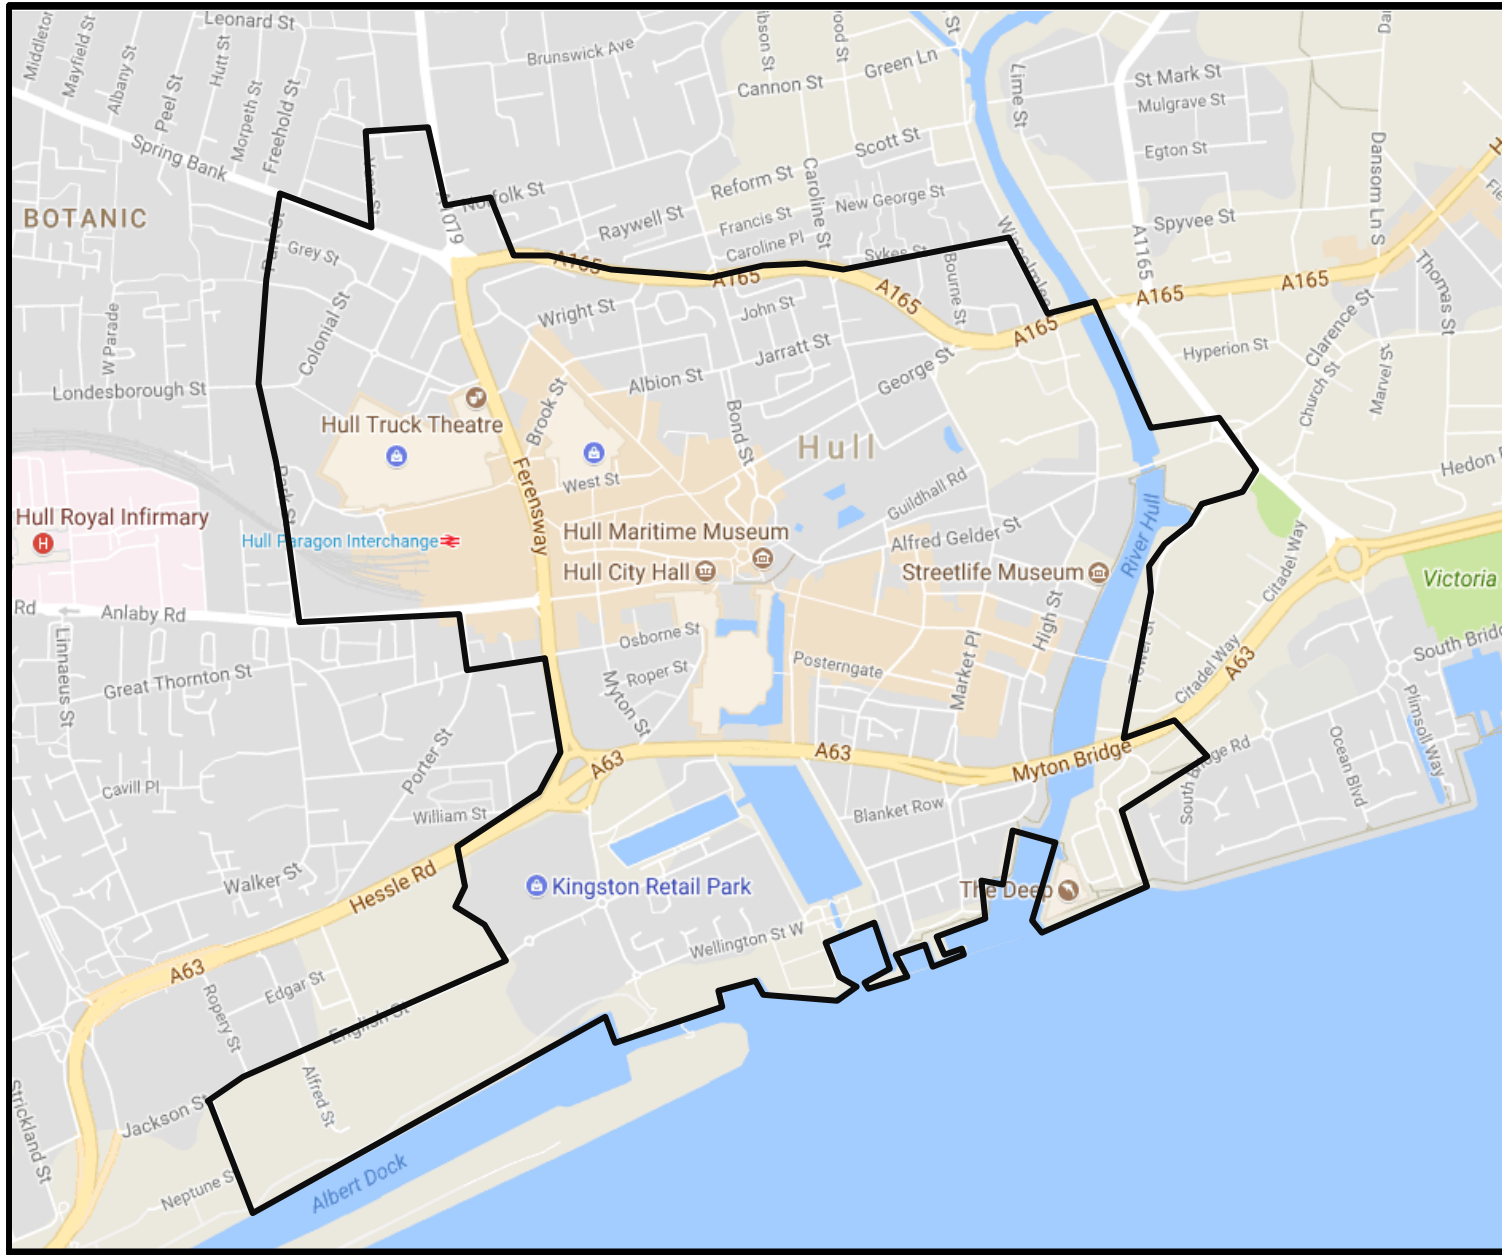 Leonard St
Middleton
Mayfield St
Albany St
Peel St
Hutt St
Morpeth St
Freehold St
Spring Bank
Brunswick Ave
Cannon St
Green Ln
Lime St
St Mark St
Mulgrave St
Egton St
Dansom Ln S
BOTANIC
Norfolk St
Scott St
Reform St
Caroline St
New George St
Raywell St
Francis St
Caroline Pl
Sykes St
Spyvee St
A1165
Thomas St
Park St
Grey St
A165
A165
A165
A165
A165
A165
Bourne St
Wincolmlee
W Parade
Colonial St
Wright St
John St
Jarratt St
George St
Hyperion St
Clarence St
Church St
Marvel St
Londesborough St
Albion St
Brook St
Bond St
Hull
Hull Truck Theatre
Ferensway
West St
Guildhall Rd
Hedon
Hull Royal Infirmary
H
Park St
Hull Paragon Interchange
Hull Maritime Museum
Hull City Hall
Alfred Gelder St
Streetlife Museum
River Hull
Citadel Way
Victoria
Rd
Anlaby Rd
Linnaeus St
Osborne St
High St
Tower St
Great Thornton St
Roper St
Myton St
Posterngate
Market Pl
Citadel Way
A63
South Bridge
Plimsoll Way
Porter St
A63
A63
Myton Bridge
South Bridge Rd
Ocean Blvd
Cavill Pl
William St
Blanket Row
Walker St
Hessle Rd
Kingston Retail Park
The Deep
Wellington St W
A63
Edgar St
Ropery St
English St
Alfred St
Jackson St
Strickland St
Neptune S
Albert Dock